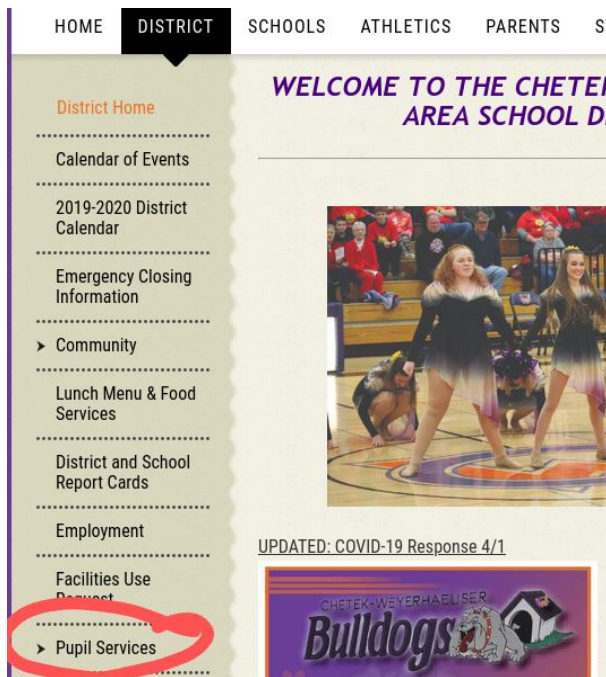 HOME DISTRICT SCHOOLS ATHLETICS PARENTS S
District Home
Calendar of Events
2019-2020 District
Calendar
Emergency Closing
Information
Community
Lunch Menu & Food
Services
District and School
Report Cards
Employment
Facilities Use
Request
Pupil Services
WELCOME TO THE CHETEK
AREA SCHOOL D
UPDATED: COVID-19 Response 4/1
CHETEK-WEYERHAEUSER
Bulldogs